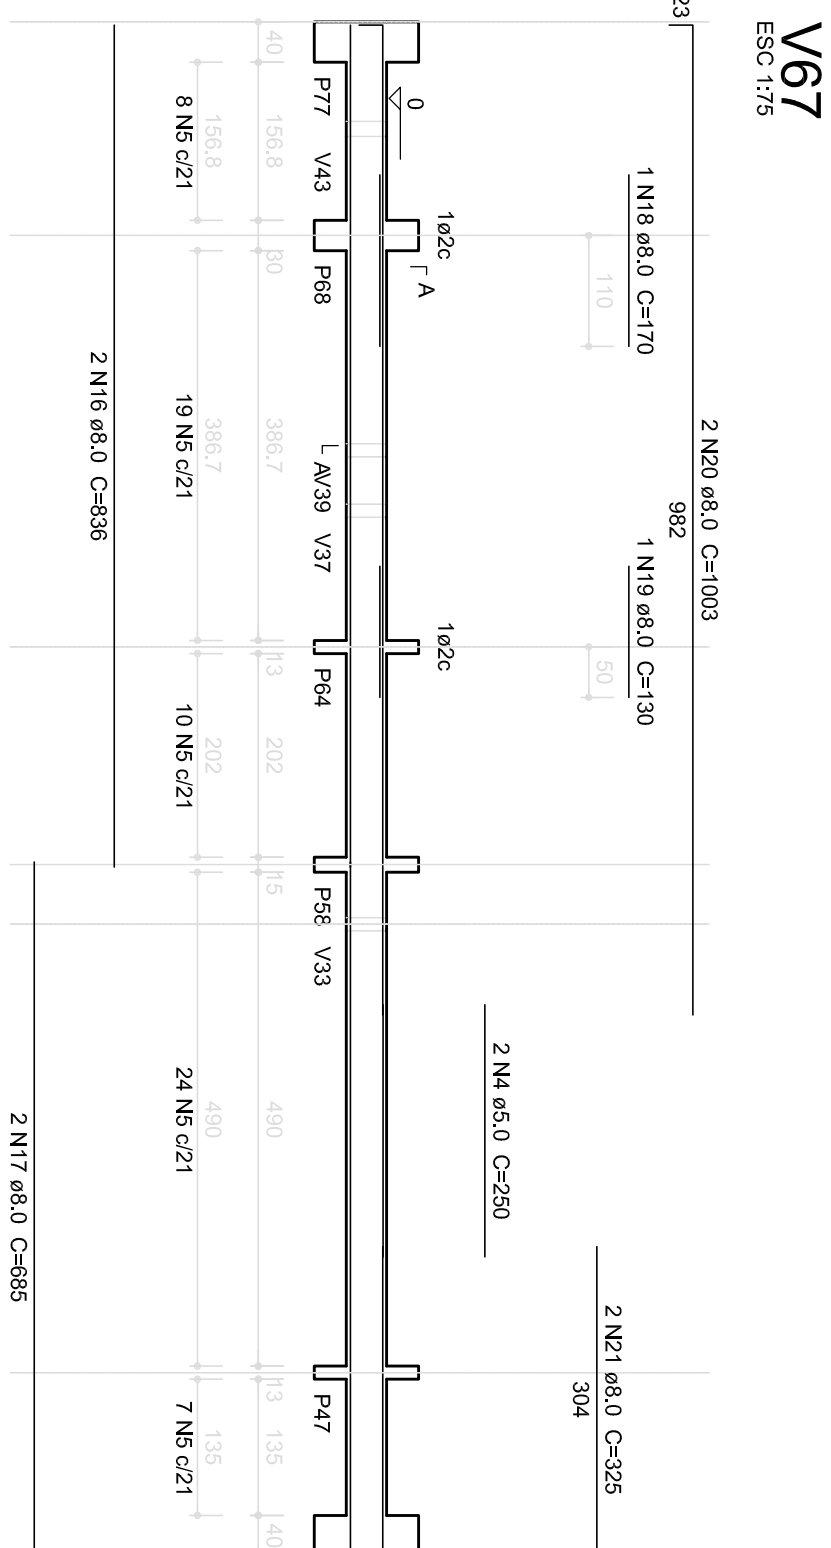 V67
ESC 1:75
23
2 N20 ø8.0 C=1003
982
1 N18 ø8.0 C=170
110
1 N19 ø8.0 C=130
50
2 N21 ø8.0 C=325
304
2 N4 ø5.0 C=250
1ø2c
1ø2c
A
0
P77
V43
P68
A
V39
V37
P64
P58
V33
P47
40
156.8
30
386.7
13
202
15
490
13
135
40
156.8
386.7
202
490
135
8 N5 c/21
19 N5 c/21
10 N5 c/21
24 N5 c/21
7 N5 c/21
2 N16 ø8.0 C=836
2 N17 ø8.0 C=685